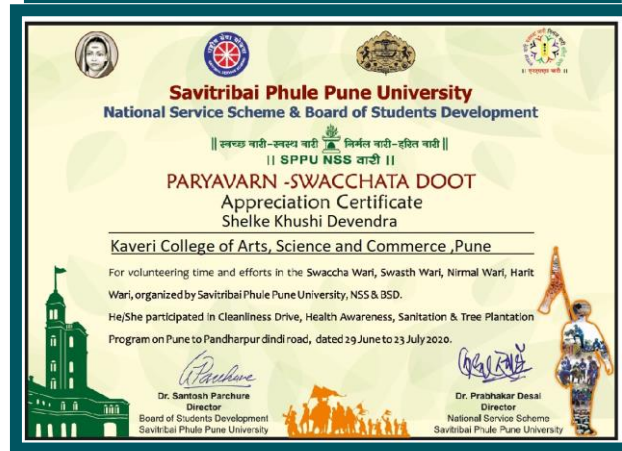 Savitribai Phule Pune University
National Service Scheme & Board of Students Development
|| स्वच्छ वारी-स्वस्थ वारी निर्मल वारी-हरित वारी ||
|| SPPU NSS वारी ||
PARYAVARN -SWACCHATA DOOT
Appreciation Certificate
Shelke Khushi Devendra
Kaveri College of Arts, Science and Commerce ,Pune
For volunteering time and efforts in the Swaccha Wari, Swasth Wari, Nirmal Wari, Harit
Wari, organized by Savitribai Phule Pune University, NSS & BSD.
He/She participated in Cleanliness Drive, Health Awareness, Sanitation & Tree Plantation
Program on Pune to Pandharpur dindi road, dated 29 June to 23 July 2020.
Dr. Santosh Parchure
Director
Board of Students Development
Savitribai Phule Pune University
Dr. Prabhakar Desai
Director
National Service Scheme
Savitribai Phule Pune University